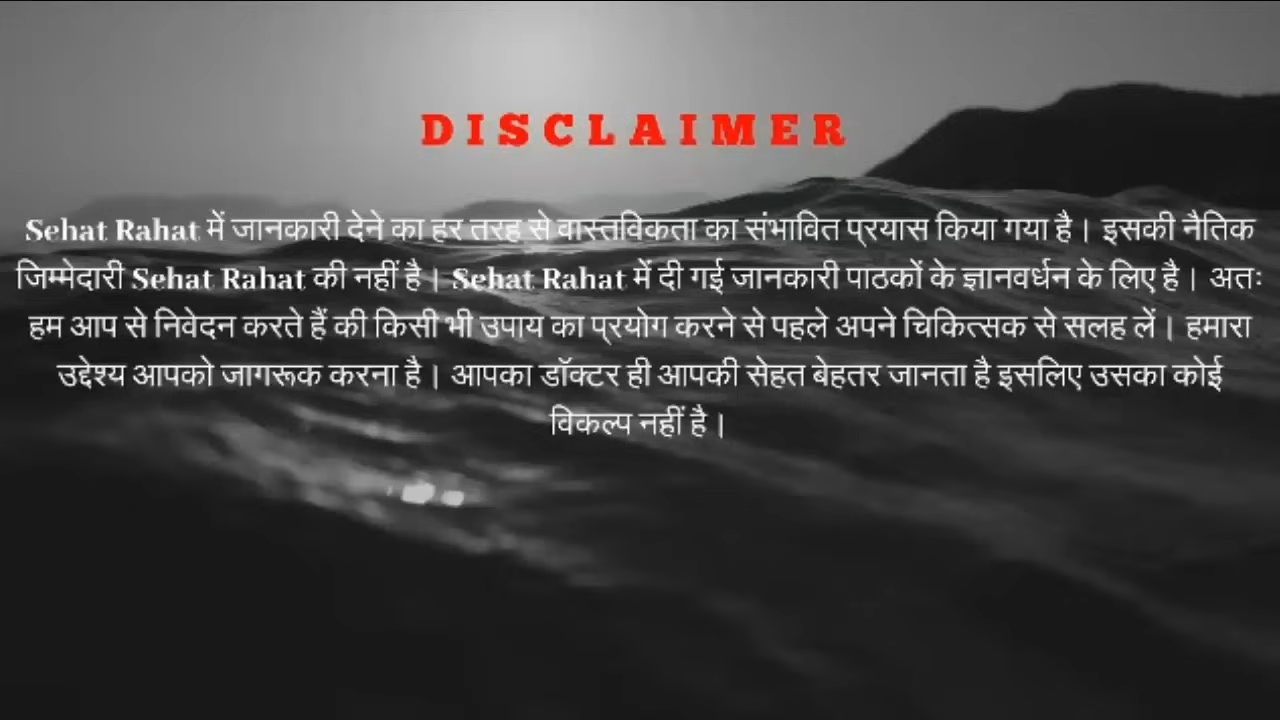 DISCLAIMER
Sehat Rahat में जानकारी देने का हर तरह से वास्तविकता का संभावित प्रयास किया गया है। इसकी नैतिक
जिम्मेदारी Sehat Rahat की नहीं है। Sehat Rahat में दी गई जानकारी पाठकों के ज्ञानवर्धन के लिए है। अतः
हम आप से निवेदन करते हैं की किसी भी उपाय का प्रयोग करने से पहले अपने चिकित्सक से सलह लें। हमारा
उद्देश्य आपको जागरूक करना है। आपका डॉक्टर ही आपकी सेहत बेहतर जानता है इसलिए उसका कोई
विकल्प नहीं है।